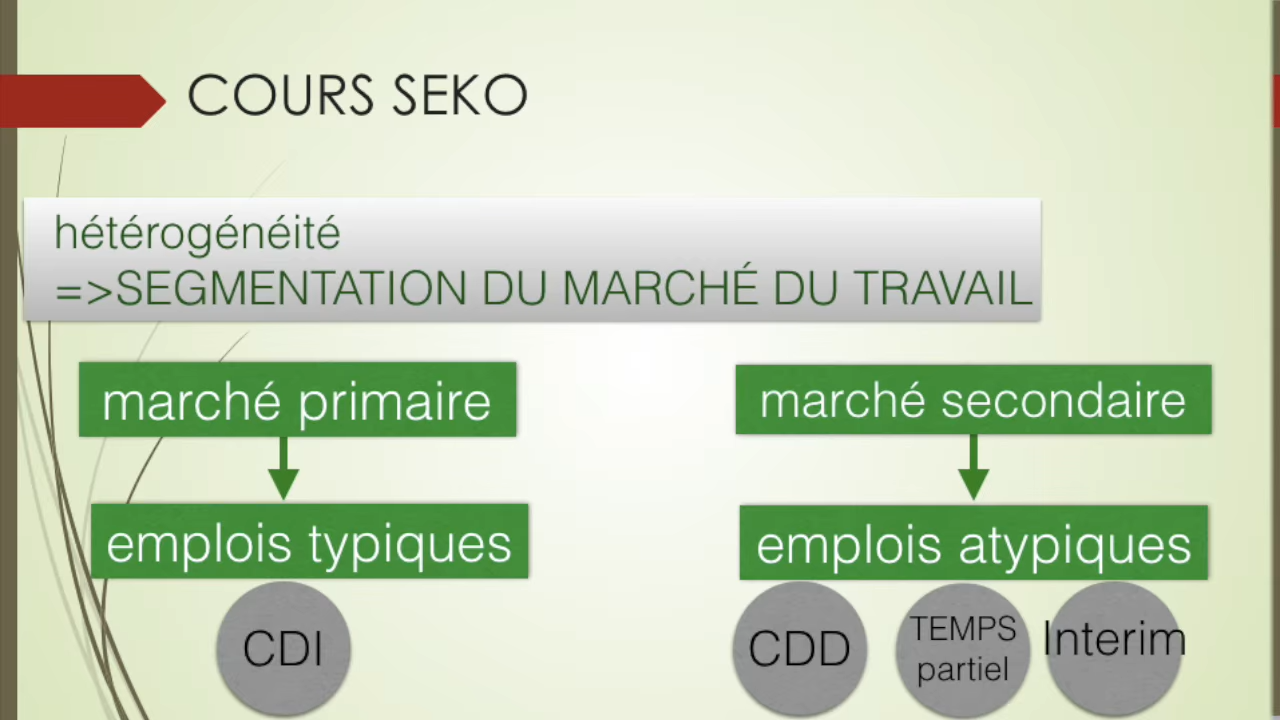 COURS SEKO
hétérogénéité
=>SEGMENTATION DU MARCHÉ DU TRAVAIL
marché primaire
marché secondaire
emplois typiques
emplois atypiques
CDI
CDD
TEMPS
partiel
Interim